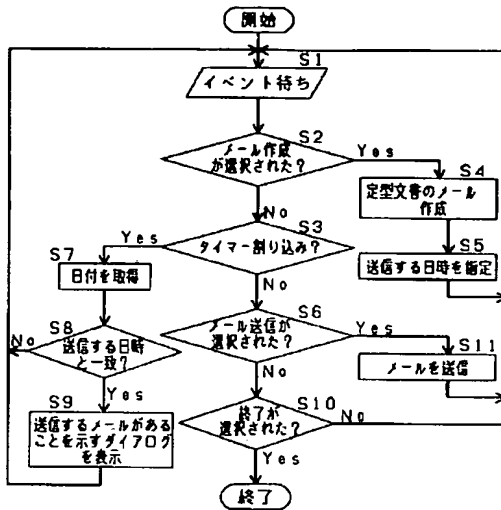 開始
S1
イベント待ち
S2
メール作成
が選択された?
Yes
No
S4
定型文書のメール
作成
S5
送信する日時を指定
S3
タイマー割り込み?
Yes
No
S7
日付を取得
S8
送信する日時
と一致?
No
Yes
S9
送信するメールがある
ことを示すダイアログ
を表示
S6
メール送信が
選択された?
Yes
No
S11
メールを送信
S10
終了が
選択された?
No
Yes
終了